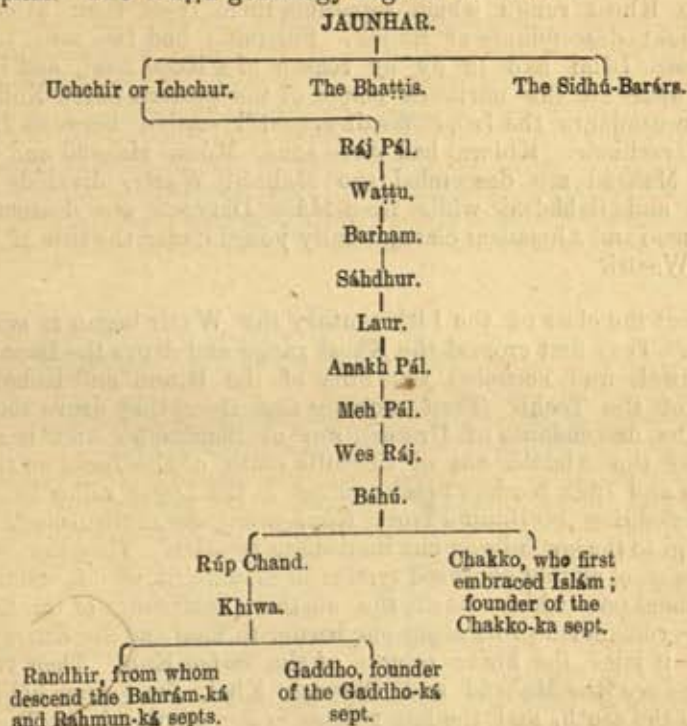 JAUNHAR.
Uchchir or Ichchur. The Bhaṭṭis. The Sidhú-Barárs.
Ráj Pál.
Waṭṭu.
Barham.
Sáhdhur.
Laur.
Anakh Pál.
Meh Pál.
Wes Ráj.
Báhú.
Rúp Chand.
Chakko, who first
embraced Islám ;
founder of the
Chakko-ka sept.
Khiwa.
Randhir, from whom
descend the Bahrám-ká
and Rahmun-ká septs.
Gaddho, founder
of the Gaddho-ká
sept.